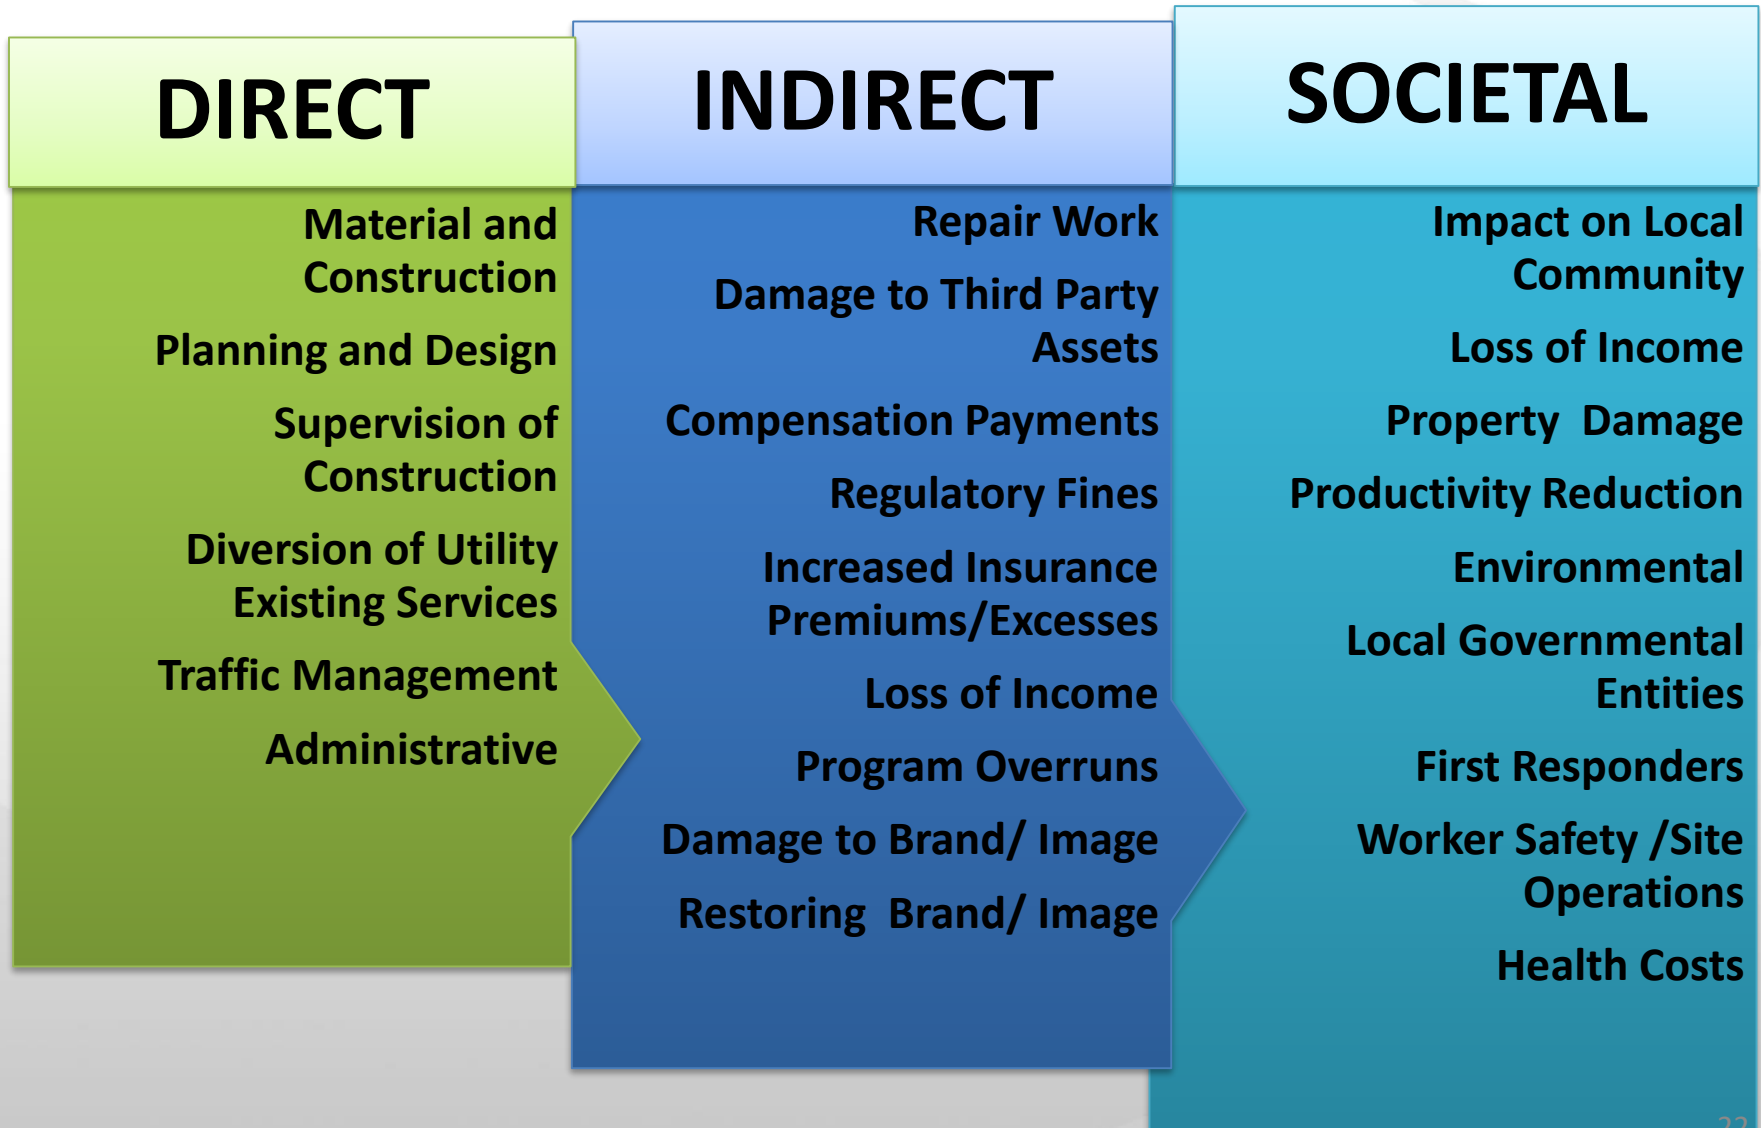 DIRECT
Material and
Construction
Planning and Design
Supervision of
Construction
Diversion of Utility
Existing Services
Traffic Management
Administrative
INDIRECT
Repair Work
Damage to Third Party
Assets
Compensation Payments
Regulatory Fines
Increased Insurance
Premiums/Excesses
Loss of Income
Program Overruns
Damage to Brand/ Image
Restoring  Brand/ Image
SOCIETAL
Impact on Local
Community
Loss of Income
Property  Damage
Productivity Reduction
Environmental
Local Governmental
Entities
First Responders
Worker Safety /Site
Operations
Health Costs
22